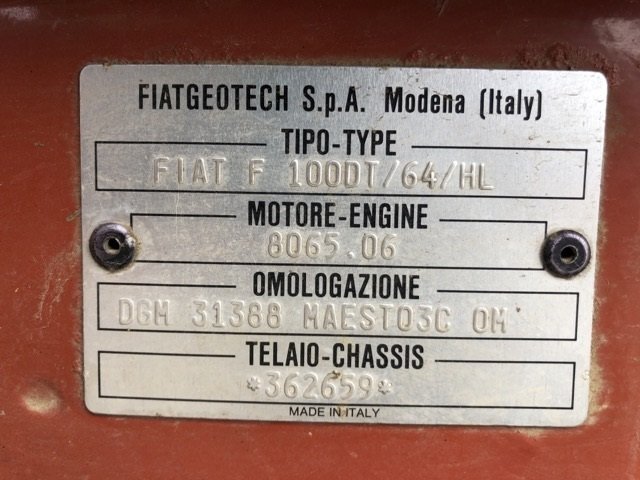 FIATGEOTECH S.p.A. Modena (Italy)
TIPO-TYPE
FIAT F 100DT/64/HL
MOTORE-ENGINE
8065.06
OMOLOGAZIONE
DGM 31388 MAEST03C OM
TELAIO-CHASSIS
*362659*
MADE IN ITALY